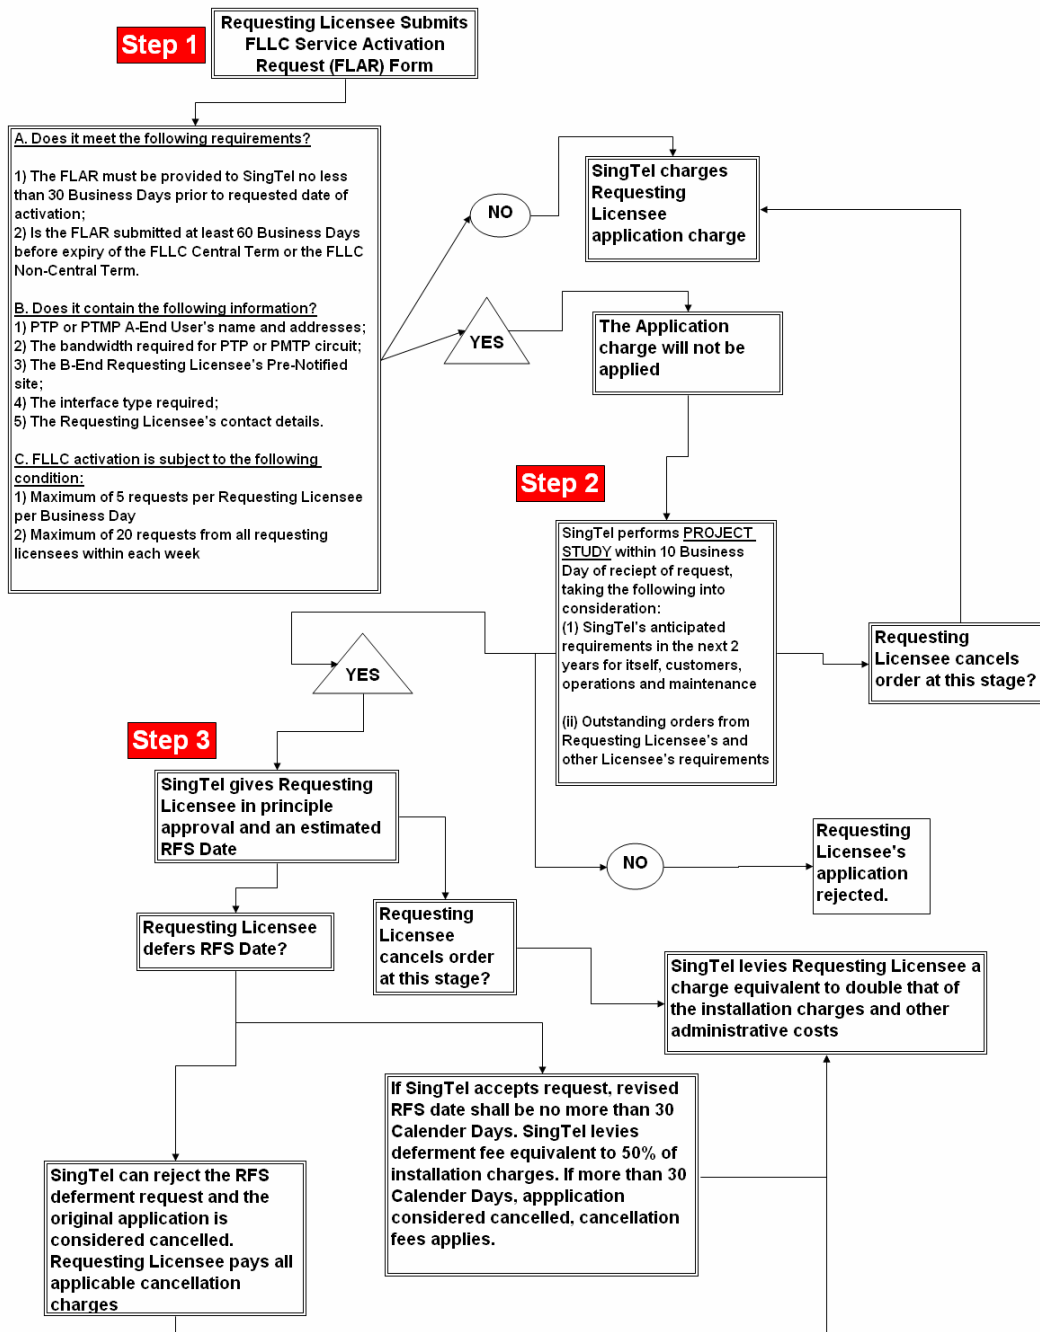 Step 1
Requesting Licensee Submits
FLLC Service Activation
Request (FLAR) Form
A. Does it meet the following requirements?
1) The FLAR must be provided to SingTel no less
than 30 Business Days prior to requested date of
activation;
2) Is the FLAR submitted at least 60 Business Days
before expiry of the FLLC Central Term or the FLLC
Non-Central Term.
B. Does it contain the following information?
1) PTP or PTMP A-End User's name and addresses;
2) The bandwidth required for PTP or PMTP circuit;
3) The B-End Requesting Licensee's Pre-Notified
site;
4) The interface type required;
5) The Requesting Licensee's contact details.
C. FLLC activation is subject to the following
condition:
1) Maximum of 5 requests per Requesting Licensee
per Business Day
2) Maximum of 20 requests from all requesting
licensees within each week
NO
SingTel charges
Requesting
Licensee
application charge
YES
The Application
charge will not be
applied
Step 2
SingTel performs PROJECT
STUDY within 10 Business
Day of reciept of request,
taking the following into
consideration:
(1) SingTel's anticipated
requirements in the next 2
years for itself, customers,
operations and maintenance
(ii) Outstanding orders from
Requesting Licensee's and
other Licensee's requirements
Requesting
Licensee cancels
order at this stage?
YES
Step 3
SingTel gives Requesting
Licensee in principle
approval and an estimated
RFS Date
NO
Requesting
Licensee's
application
rejected.
Requesting Licensee
defers RFS Date?
Requesting
Licensee
cancels order
at this stage?
SingTel levies Requesting Licensee a
charge equivalent to double that of
the installation charges and other
administrative costs
If SingTel accepts request, revised
RFS date shall be no more than 30
Calender Days. SingTel levies
deferment fee equivalent to 50% of
installation charges. If more than 30
Calender Days, appplication
considered cancelled, cancellation
fees applies.
SingTel can reject the RFS
deferment request and the
original application is
considered cancelled.
Requesting Licensee pays all
applicable cancellation
charges